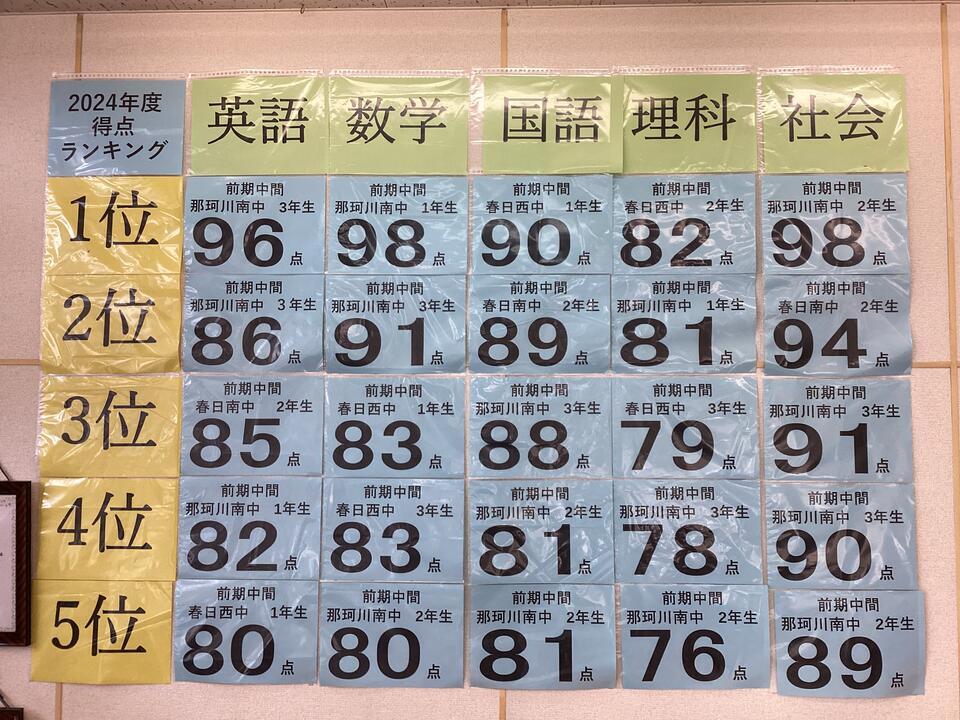 2024年度
得点
ランキング
英語
数学
国語
理科
社会
1位
前期中間
那珂川南中 3年生
96点
前期中間
那珂川南中 1年生
98点
前期中間
春日西中 1年生
90点
前期中間
春日西中 2年生
82点
前期中間
那珂川南中 2年生
98点
2位
前期中間
那珂川南中 3年生
86点
前期中間
那珂川南中 3年生
91点
前期中間
春日南中 2年生
89点
前期中間
那珂川南中 1年生
81点
前期中間
春日南中 2年生
94点
3位
前期中間
春日南中 2年生
85点
前期中間
春日西中 1年生
83点
前期中間
那珂川南中 3年生
88点
前期中間
春日西中 3年生
79点
前期中間
那珂川南中 3年生
91点
4位
前期中間
那珂川南中 1年生
82点
前期中間
春日西中 3年生
83点
前期中間
那珂川南中 2年生
81点
前期中間
那珂川南中 3年生
78点
前期中間
那珂川南中 3年生
90点
5位
前期中間
春日西中 1年生
80点
前期中間
那珂川南中 2年生
80点
前期中間
那珂川南中 2年生
81点
前期中間
那珂川南中 2年生
76点
前期中間
那珂川南中 2年生
89点